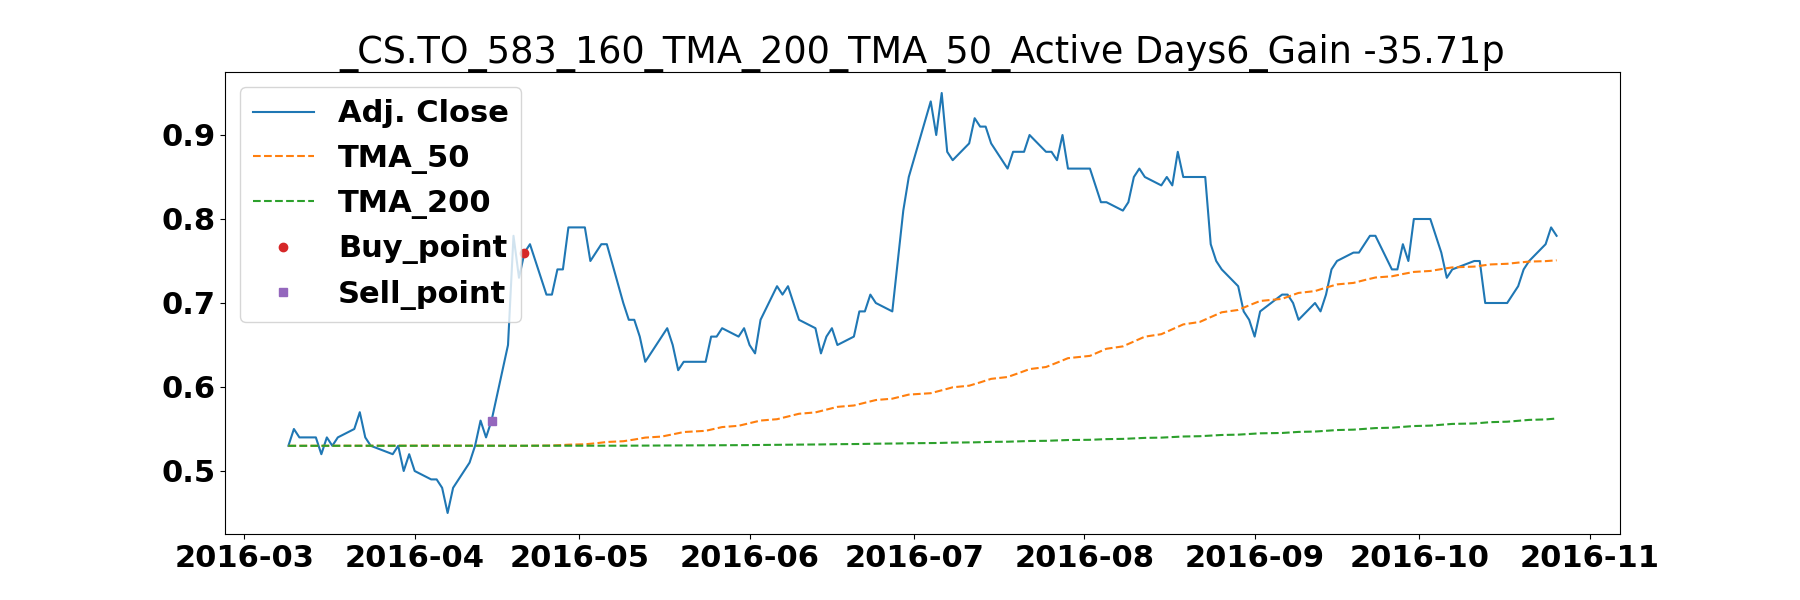 _CS.TO_583_160_TMA_200_TMA_50_Active Days6_Gain -35.71p
Adj. Close
TMA_50
TMA_200
Buy_point
Sell_point
0.9
0.8
0.7
0.6
0.5
2016-03 2016-04 2016-05 2016-06 2016-07 2016-08 2016-09 2016-10 2016-11